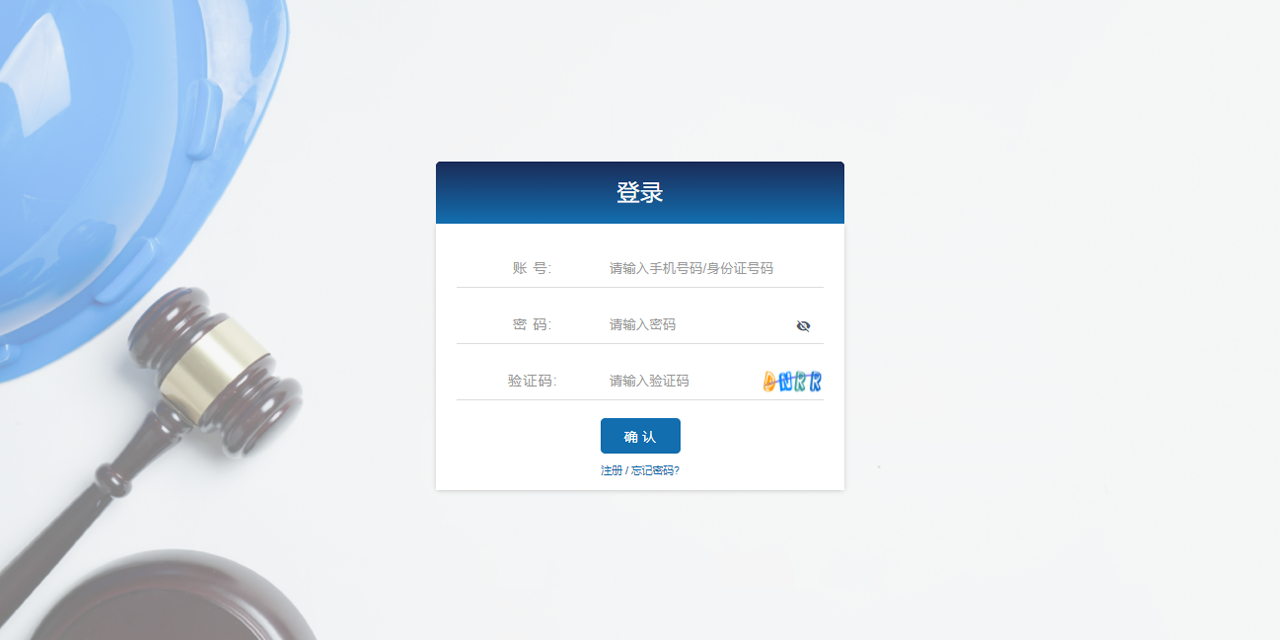 登录
账 号: 请输入手机号码/身份证号码
密 码: 请输入密码
验证码: 请输入验证码 DNRR
确 认
注册 / 忘记密码?